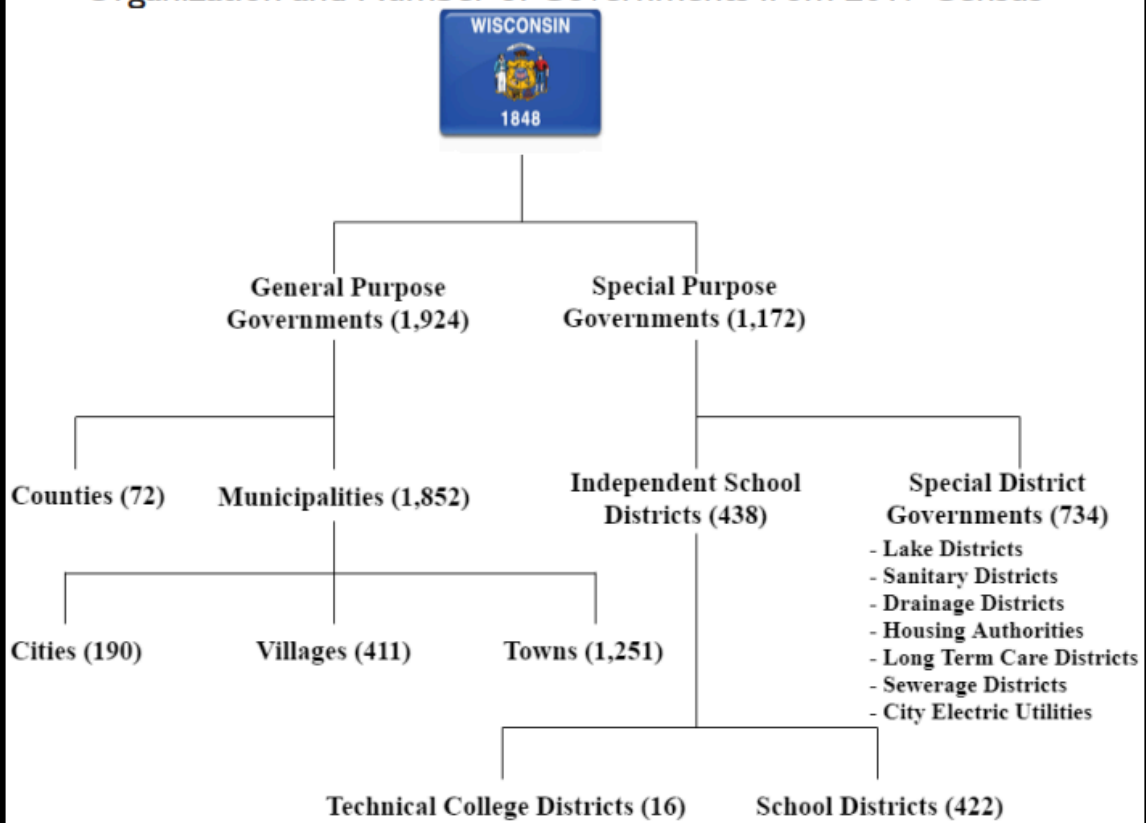 WISCONSIN
1848
General Purpose
Governments (1,924)
Special Purpose
Governments (1,172)
Counties (72)
Municipalities (1,852)
Independent School
Districts (438)
Special District
Governments (734)
- Lake Districts
- Sanitary Districts
- Drainage Districts
- Housing Authorities
- Long Term Care Districts
- Sewerage Districts
- City Electric Utilities
Cities (190)
Villages (411)
Towns (1,251)
Technical College Districts (16)
School Districts (422)